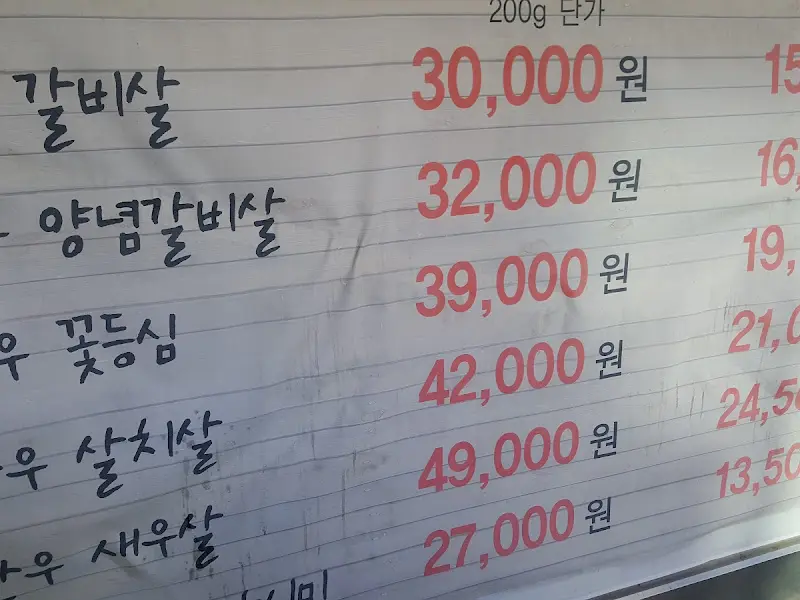 200g 단가
갈비살 30,000원 15
양념갈비살 32,000원 16,
우 꽃등심 39,000원 19,
우 살치살 42,000원 21,0
우 새우살 49,000원 24,50
27,000원 13,50